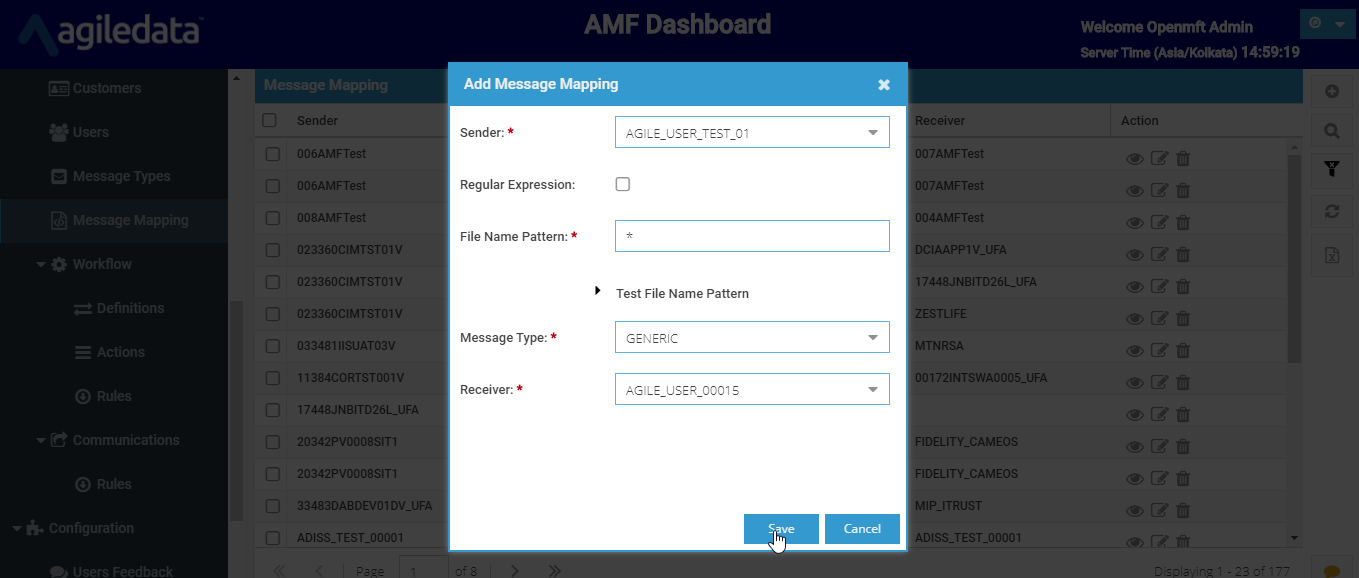 agiledata
AMF Dashboard
Welcome Openmft Admin
Server Time (Asia/Kolkata) 14:59:19
Customers
Users
Message Types
Message Mapping
Workflow
Definitions
Actions
Rules
Communications
Rules
Configuration
Users Feedback
Message Mapping
Sender Receiver Action
006AMFTest 007AMFTest
006AMFTest 007AMFTest
008AMFTest 004AMFTest
023360CIMTST01V DCIAAPP1V_UFA
023360CIMTST01V 17448JNBITD26L_UFA
023360CIMTST01V ZESTLIFE
033481IISUAT03V MTNRSA
11384CORTST001V 00172INTSWA0005_UFA
17448JNBITD26L_UFA
20342PV0008SIT1 FIDELITY_CAMEOS
20342PV0008SIT1 FIDELITY_CAMEOS
33483DABDEV01DV_UFA MIP_ITRUST
ADISS_TEST_00001 ADISS_TEST_00001
Page 1 of 8 Displaying 1 - 23 of 177
Add Message Mapping
Sender: * AGILE_USER_TEST_01
Regular Expression:
File Name Pattern: * *
Test File Name Pattern
Message Type: * GENERIC
Receiver: * AGILE_USER_00015
Save Cancel